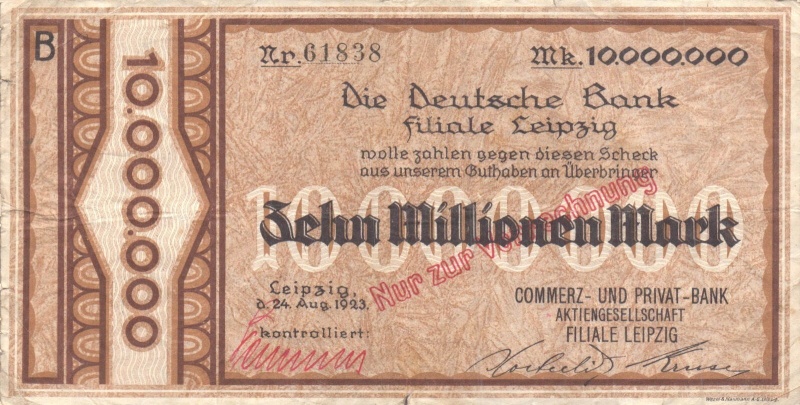 B
10.000.000
Nr. 61838
Mk. 10.000.000
Die Deutsche Bank
Filiale Leipzig
wolle zahlen gegen diesen Scheck
aus unserem Guthaben an Überbringer
10000000
Zehn Millionen Mark
Nur zur Verrechnung
Leipzig,
d. 24. Aug. 1923.
kontrolliert:
COMMERZ- UND PRIVAT-BANK
AKTIENGESELLSCHAFT
FILIALE LEIPZIG